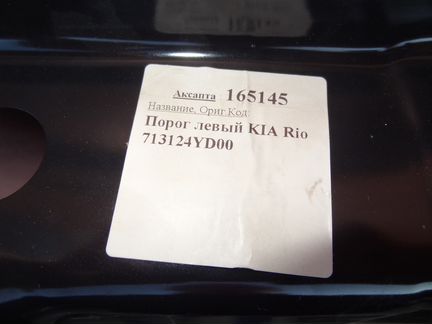 Аксапта 165145
Название, Ориг.Код:
Порог левый KIA Rio
713124YD00